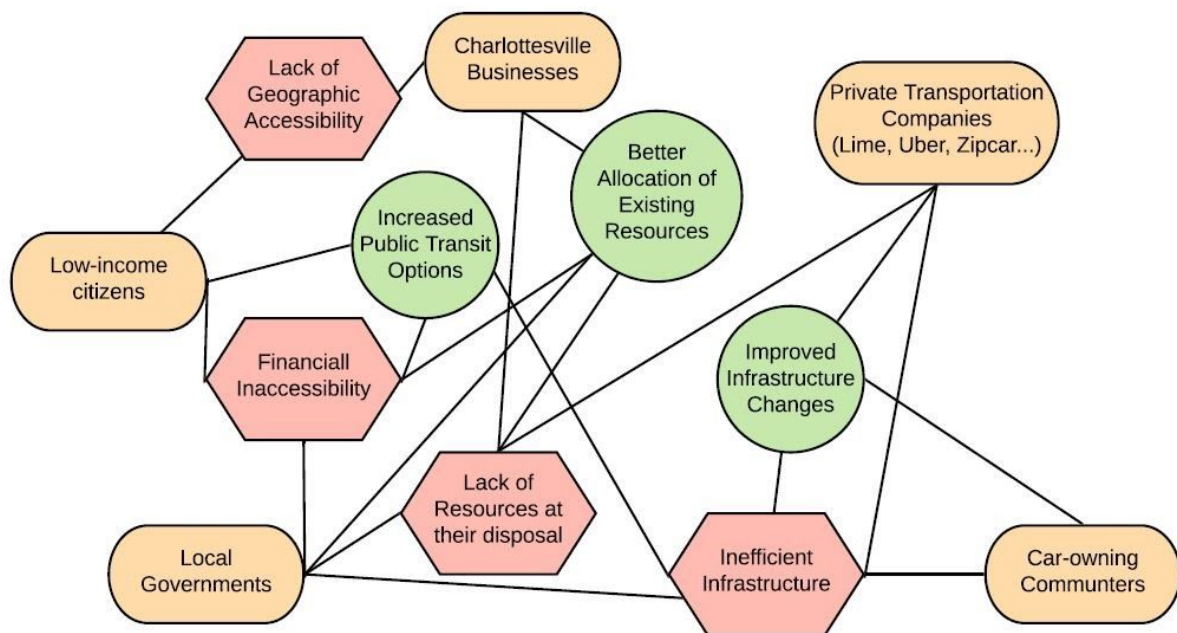 Lack of
Geographic
Accessibility
Charlottesville
Businesses
Private Transportation
Companies
(Lime, Uber, Zipcar...)
Better
Allocation of
Existing
Resources
Increased
Public Transit
Options
Low-income
citizens
Financiall
Inaccessibility
Improved
Infrastructure
Changes
Lack of
Resources at
their disposal
Local
Governments
Inefficient
Infrastructure
Car-owning
Communters